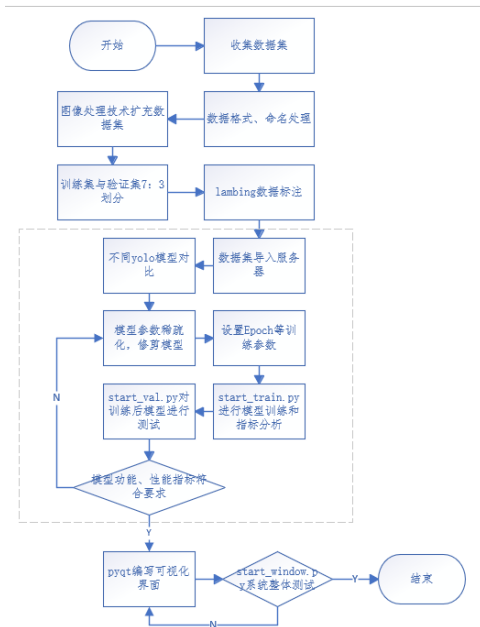 开始
收集数据集
数据格式、命名处理
图像处理技术扩充数
据集
训练集与验证集7：3
划分
lambing数据标注
数据集导入服务
器
不同yolo模型对
比
模型参数稀疏
化，修剪模型
设置Epoch等训
练参数
start_train.py
进行模型训练和
指标分析
start_val.py对
训练后模型进行
测试
模型功能、性能指标符
合要求
N
Y
pyqt编写可视化
界面
start_window.p
y系统整体测试
Y
结束
N